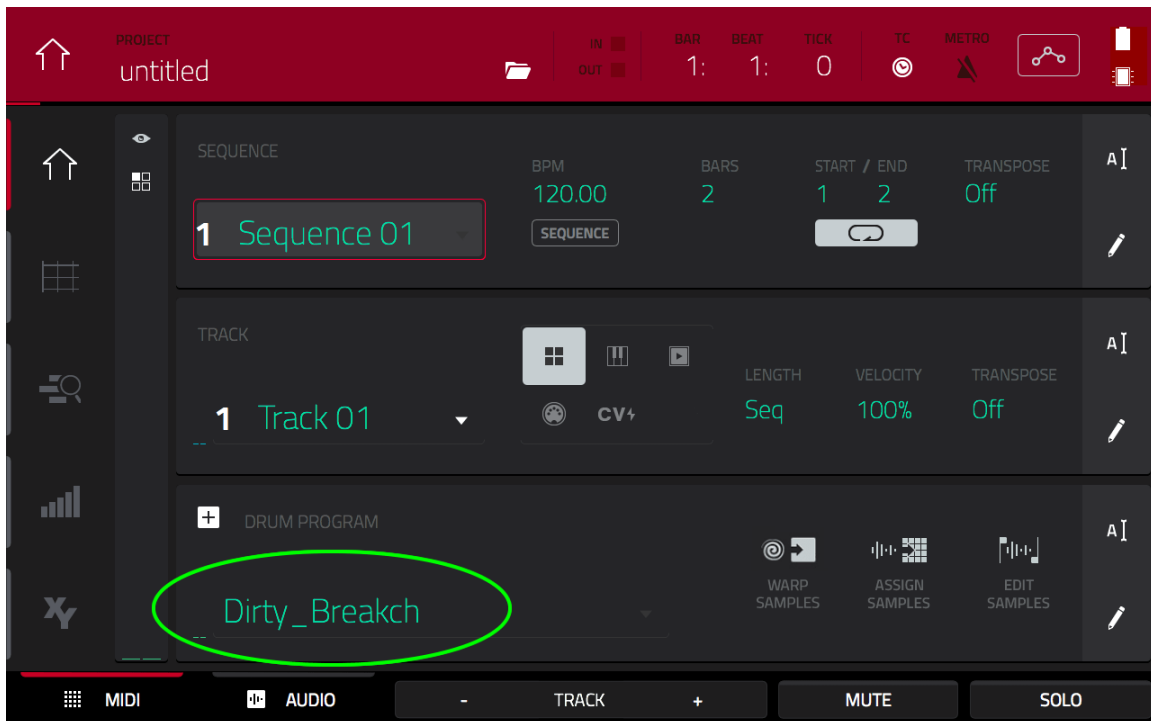 PROJECT
untitled
IN
OUT
BAR BEAT TICK TC METRO
1: 1: 0
SEQUENCE
1 Sequence 01
BPM BARS START / END TRANSPOSE
120.00 2 1 2 Off
SEQUENCE
A
TRACK
1 Track 01
CV
LENGTH VELOCITY TRANSPOSE
Seq 100% Off
A
+ DRUM PROGRAM
Dirty_Breakch
WARP SAMPLES
ASSIGN SAMPLES
EDIT SAMPLES
A
XY
MIDI AUDIO - TRACK + MUTE SOLO